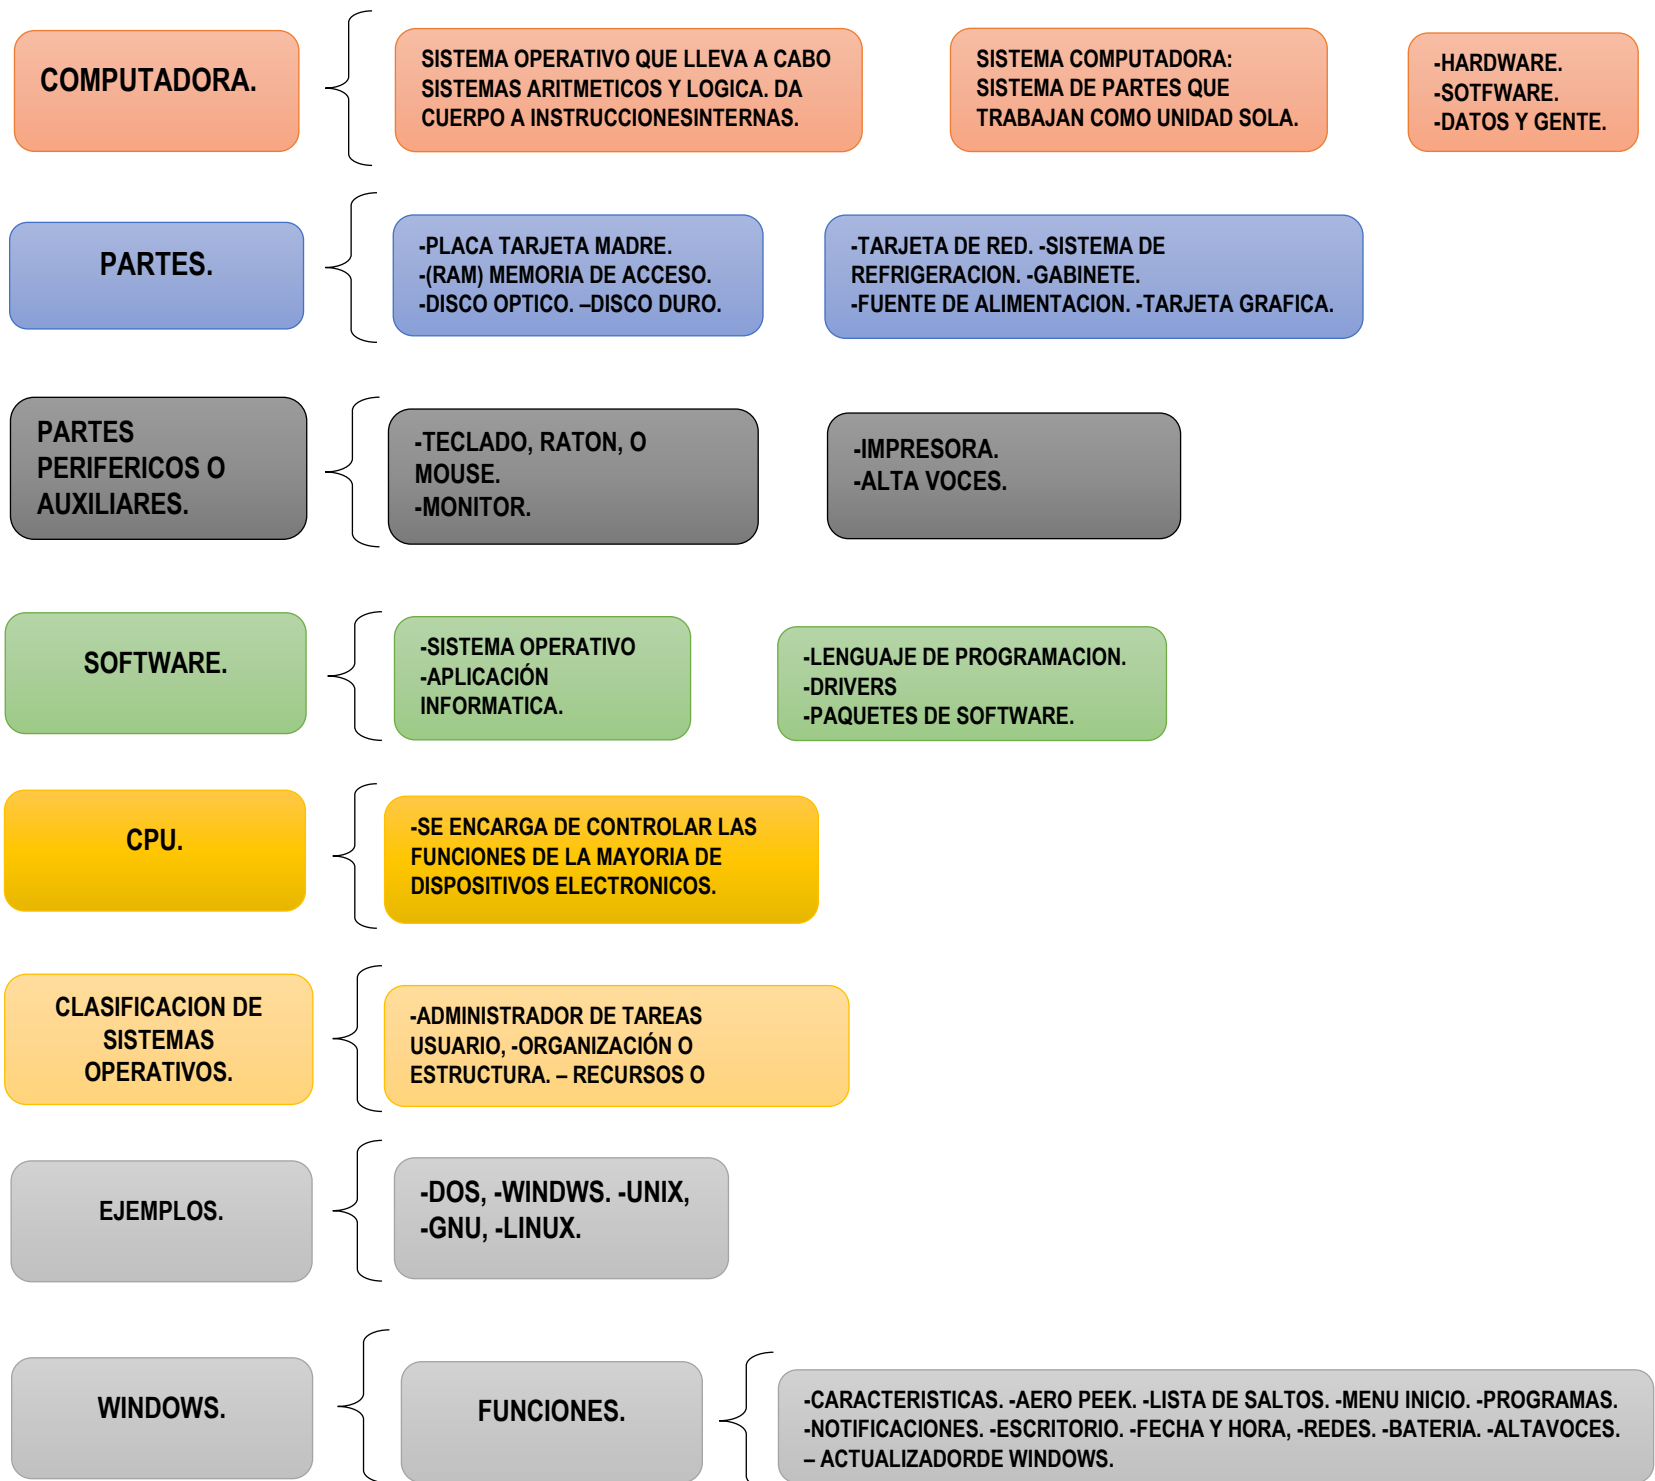 COMPUTADORA.
SISTEMA OPERATIVO QUE LLEVA A CABO
SISTEMAS ARITMETICOS Y LOGICA. DA
CUERPO A INSTRUCCIONESINTERNAS.
SISTEMA COMPUTADORA:
SISTEMA DE PARTES QUE
TRABAJAN COMO UNIDAD SOLA.
-HARDWARE.
-SOTFWARE.
-DATOS Y GENTE.
PARTES.
-PLACA TARJETA MADRE.
-(RAM) MEMORIA DE ACCESO.
-DISCO OPTICO. –DISCO DURO.
-TARJETA DE RED. -SISTEMA DE
REFRIGERACION. -GABINETE.
-FUENTE DE ALIMENTACION. -TARJETA GRAFICA.
PARTES
PERIFERICOS O
AUXILIARES.
-TECLADO, RATON, O
MOUSE.
-MONITOR.
-IMPRESORA.
-ALTA VOCES.
SOFTWARE.
-SISTEMA OPERATIVO
-APLICACIÓN
INFORMATICA.
-LENGUAJE DE PROGRAMACION.
-DRIVERS
-PAQUETES DE SOFTWARE.
CPU.
-SE ENCARGA DE CONTROLAR LAS
FUNCIONES DE LA MAYORIA DE
DISPOSITIVOS ELECTRONICOS.
CLASIFICACION DE
SISTEMAS
OPERATIVOS.
-ADMINISTRADOR DE TAREAS
USUARIO, -ORGANIZACIÓN O
ESTRUCTURA. – RECURSOS O
EJEMPLOS.
-DOS, -WINDWS. -UNIX,
-GNU, -LINUX.
WINDOWS.
FUNCIONES.
-CARACTERISTICAS. -AERO PEEK. -LISTA DE SALTOS. -MENU INICIO. -PROGRAMAS.
-NOTIFICACIONES. -ESCRITORIO. -FECHA Y HORA, -REDES. -BATERIA. -ALTAVOCES.
– ACTUALIZADORDE WINDOWS.